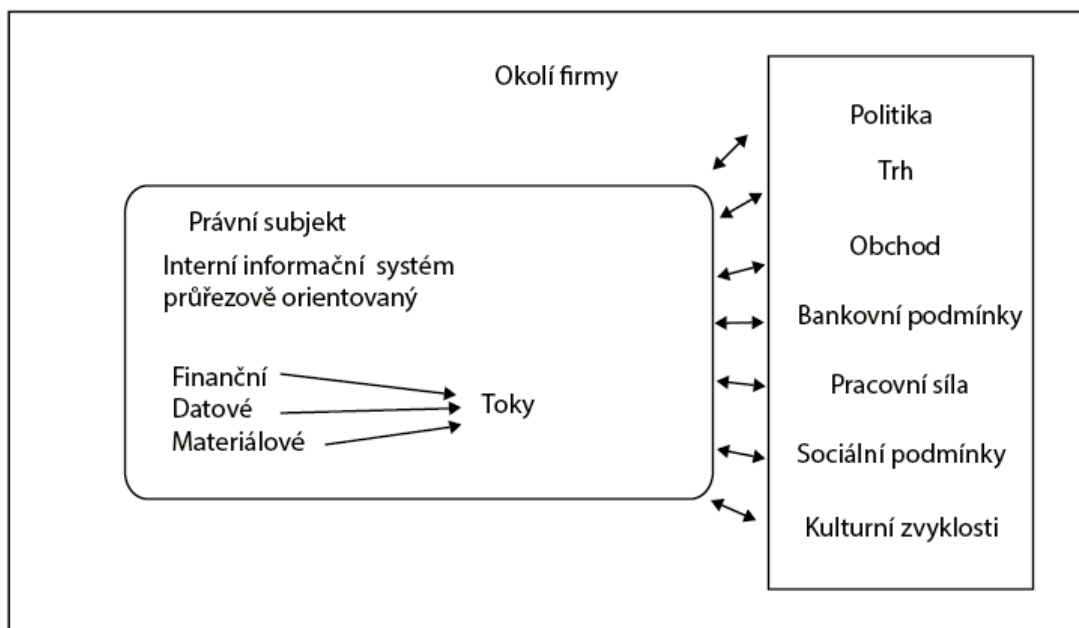 Okolí firmy
Právní subjekt
Interní informační systém
průřezově orientovaný
Finanční
Datové
Materiálové
Toky
Politika
Trh
Obchod
Bankovní podmínky
Pracovní síla
Sociální podmínky
Kulturní zvyklosti